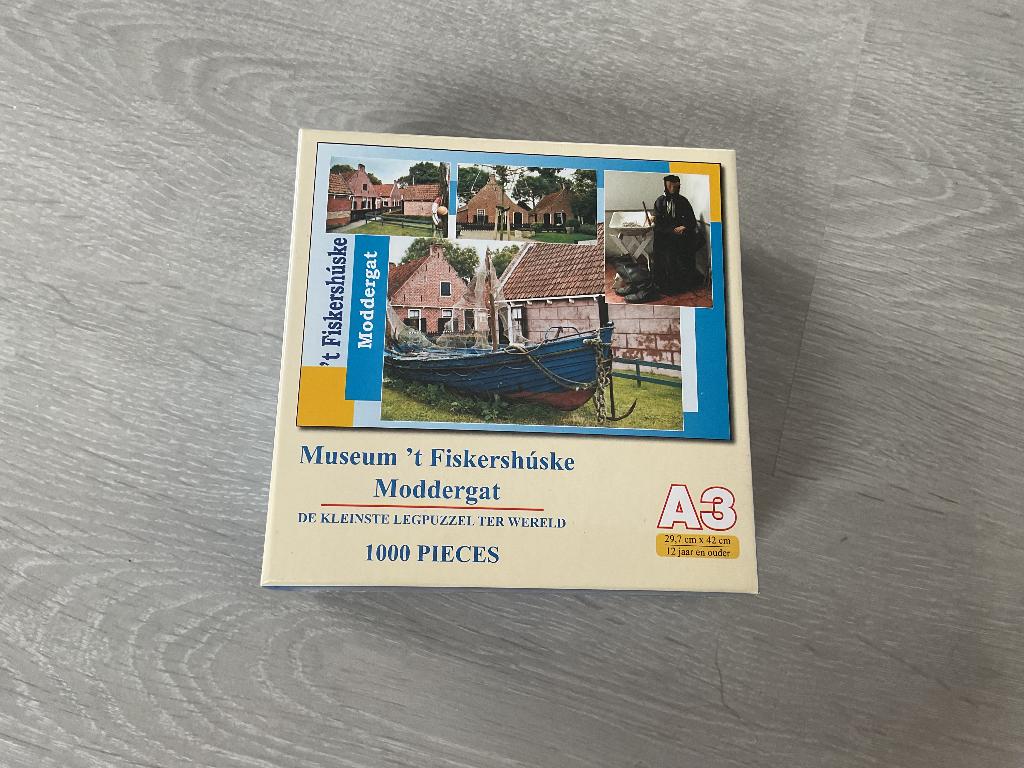 't Fiskershúske
Moddergat
Museum 't Fiskershúske
Moddergat
DE KLEINSTE LEGPUZZEL TER WERELD
1000 PIECES
A3
29,7 cm x 42 cm
12 jaar en ouder